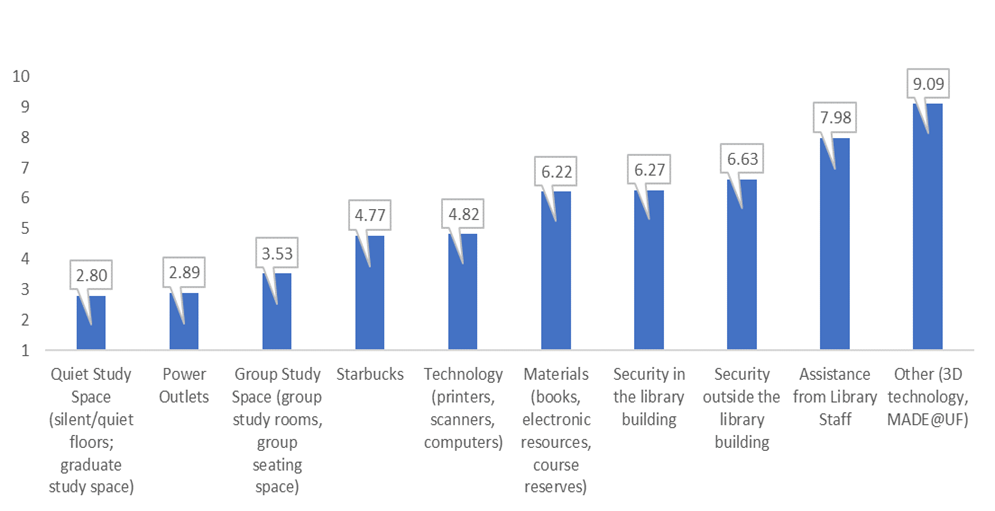 10
9
8
7
6
5
4
3
2
1
2.80
2.89
3.53
4.77
4.82
6.22
6.27
6.63
7.98
9.09
Quiet Study
Space
(silent/quiet
floors;
graduate
study space)
Power
Outlets
Group Study
Space (group
study rooms,
group
seating
space)
Starbucks
Technology
(printers,
scanners,
computers)
Materials
(books,
electronic
resources,
course
reserves)
Security in
the library
building
Security
outside the
library
building
Assistance
from Library
Staff
Other (3D
technology,
MADE@UF)